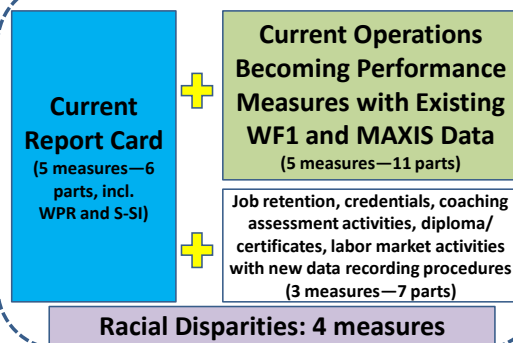 Current
Report Card
(5 measures—6
parts, incl.
WPR and S-SI)
Current Operations
Becoming Performance
Measures with Existing
WF1 and MAXIS Data
(5 measures—11 parts)
Job retention, credentials, coaching
assessment activities, diploma/
certificates, labor market activities
with new data recording procedures
(3 measures—7 parts)
Racial Disparities: 4 measures